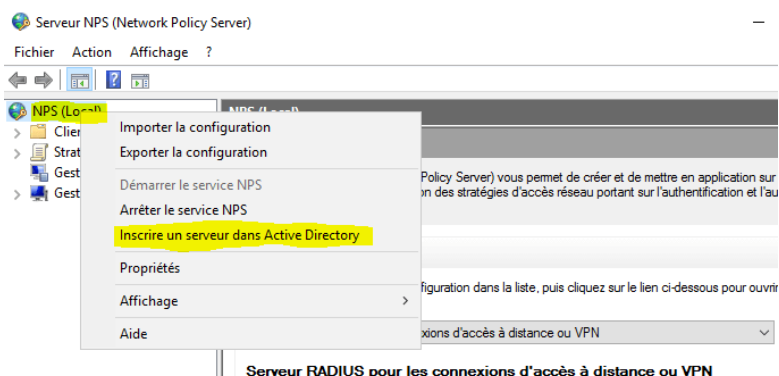 Serveur NPS (Network Policy Server)
Fichier Action Affichage ?
NPS (Local)
NPS (Local)
Clier
Strat
Gest
Gest
Importer la configuration
Exporter la configuration
Démarrer le service NPS
Arrêter le service NPS
Inscrire un serveur dans Active Directory
Propriétés
Affichage
Aide
Policy Server) vous permet de créer et de mettre en application sur
on des stratégies d'accès réseau portant sur l'authentification et l'au
figuration dans la liste, puis cliquez sur le lien ci-dessous pour ouvrir
xions d'accès à distance ou VPN
Serveur RADIUS pour les connexions d'accès à distance ou VPN